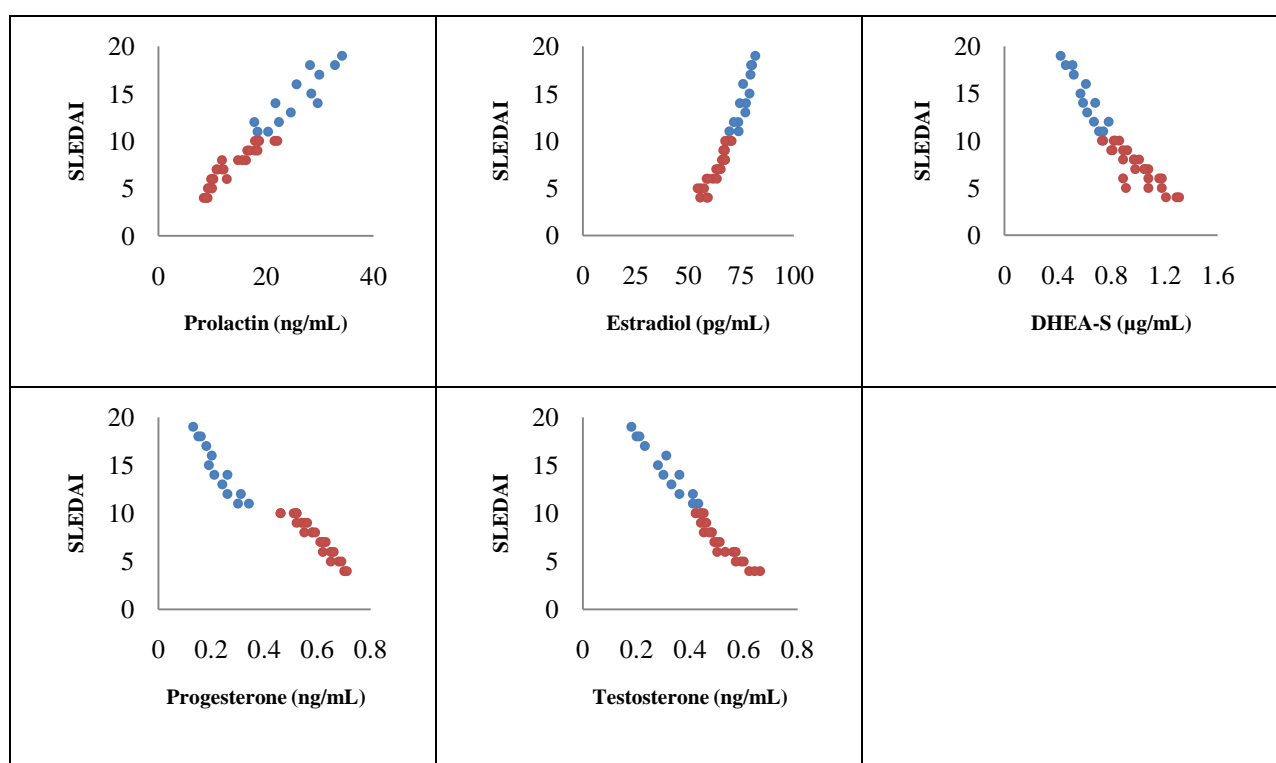 20
15
10
5
0
SLEDAI
0 20 40
Prolactin (ng/mL)
20
15
10
5
0
SLEDAI
0 25 50 75 100
Estradiol (pg/mL)
20
15
10
5
0
SLEDAI
0 0.4 0.8 1.2 1.6
DHEA-S (µg/mL)
20
15
10
5
0
SLEDAI
0 0.2 0.4 0.6 0.8
Progesterone (ng/mL)
20
15
10
5
0
SLEDAI
0 0.2 0.4 0.6 0.8
Testosterone (ng/mL)